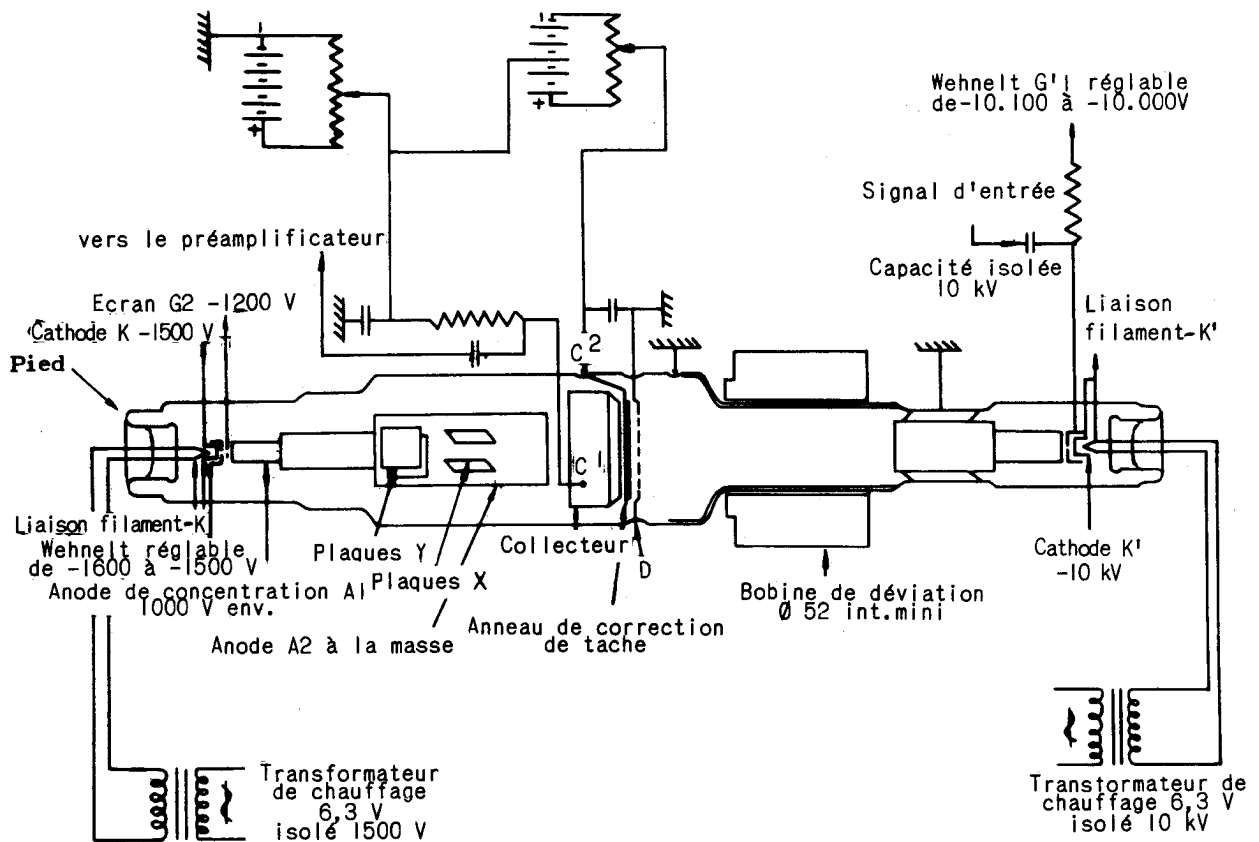 Wehnelt G'1 réglable
de-10.100 à -10.000V
Signal d'entrée
Capacité isolée
10 kV
Liaison
filament-K'
vers le préamplificateur
Ecran G2 -1200 V
Cathode K -1500 V
Pied
C2
C1
Liaison filament-K
Wehnelt réglable
de -1600 à -1500 V
Anode de concentration A1
1000 V env.
Plaques Y
Plaques X
Anode A2 à la masse
Collecteur
D
Anneau de correction
de tache
Bobine de déviation
Ø 52 int.mini
Cathode K'
-10 kV
Transformateur
de chauffage
6,3 V
isolé 1500 V
Transformateur de
chauffage 6,3 V
isolé 10 kV